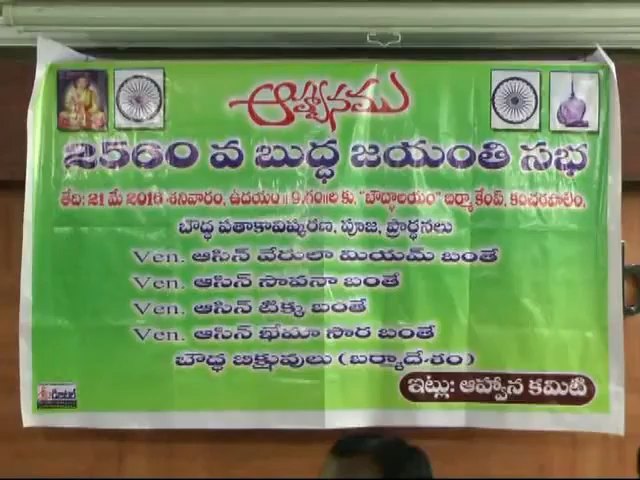 ఆహ్వానము
2560 వ బుద్ధ జయంతి సభ
తేది: 21 మే 2016 శనివారం, ఉదయం॥ 9.గం॥ల కు, "బౌద్ధాలయం" బర్మాకేంప్, కంచరపాలెం,
బౌద్ధ పతాకావిష్కరణ, పూజ, ప్రార్ధనలు
Ven. ఆసిన్ వేరులా మియమ్ బంతే
Ven. ఆసిన్ సావనా బంతే
Ven. ఆసిన్ టిక్క బంతే
Ven. ఆసిన్ ఖేమా సార బంతే
బౌద్ధ బిక్షువులు (బర్మాదేశం)
ఇట్లు: ఆహ్వాన కమిటి